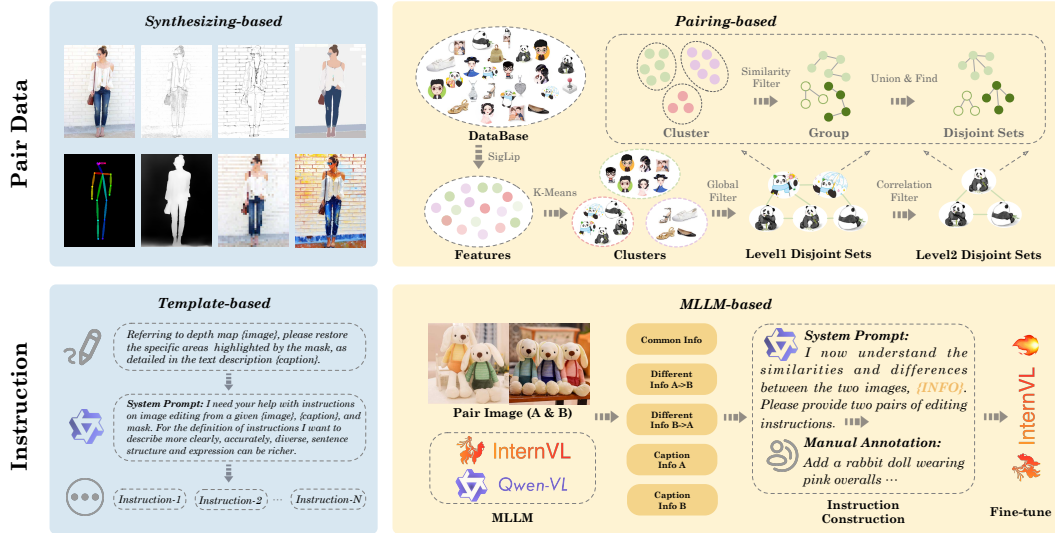 Pair Data
Synthesizing-based
Pairing-based
DataBase
SigLip
Features
K-Means
Clusters
Global
Filter
Level1 Disjoint Sets
Correlation
Filter
Level2 Disjoint Sets
Cluster
Similarity
Filter
Group
Union & Find
Disjoint Sets
Instruction
Template-based
Referring to depth map {image}, please restore
the specific areas highlighted by the mask, as
detailed in the text description {caption}.
System Prompt: I need your help with instructions
on image editing from a given {image}, {caption}, and
mask. For the definition of instructions I want to
describe more clearly, accurately, diverse, sentence
structure and expression can be richer.
Instruction-1
Instruction-2
...
Instruction-N
MLLM-based
Pair Image (A & B)
InternVL
Qwen-VL
MLLM
Common Info
Different
Info A->B
Different
Info B->A
Caption
Info A
Caption
Info B
System Prompt:
I now understand the
similarities and differences
between the two images, {INFO}.
Please provide two pairs of editing
instructions.
Manual Annotation:
Add a rabbit doll wearing
pink overalls ...
Instruction
Construction
InternVL
Fine-tune